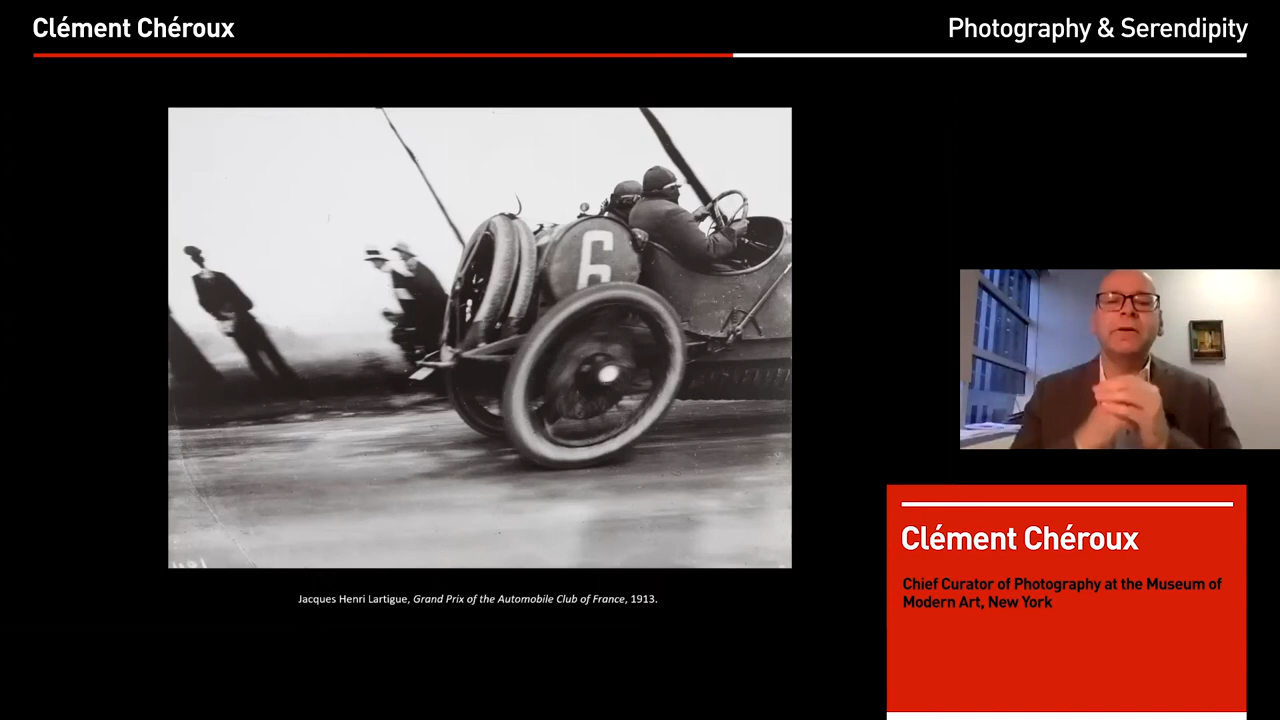 Clément Chéroux
Photography & Serendipity
6
Jacques Henri Lartigue, Grand Prix of the Automobile Club of France, 1913.
Clément Chéroux
Chief Curator of Photography at the Museum of
Modern Art, New York